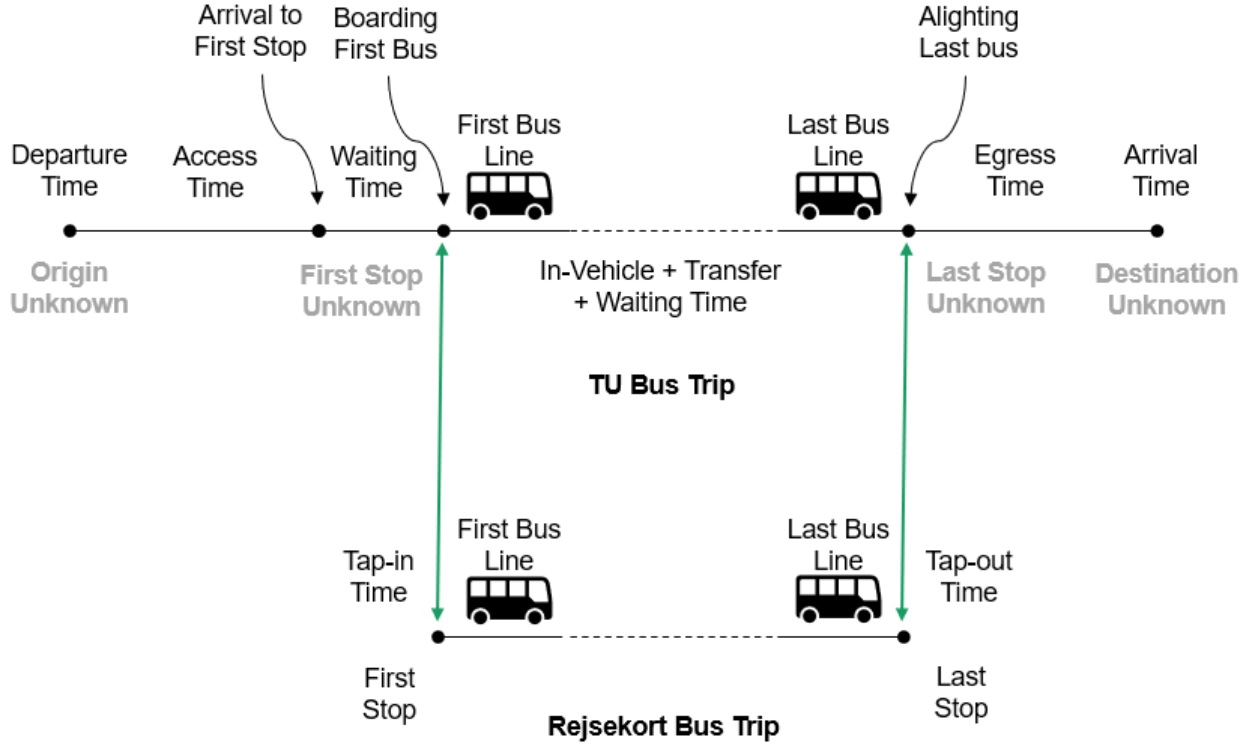 Arrival to
First Stop
Boarding
First Bus
Alighting
Last bus
Departure
Time
Access
Time
Waiting
Time
First Bus
Line
Last Bus
Line
Egress
Time
Arrival
Time
Origin
Unknown
First Stop
Unknown
In-Vehicle + Transfer
+ Waiting Time
Last Stop
Unknown
Destination
Unknown
TU Bus Trip
Tap-in
Time
First Bus
Line
Last Bus
Line
Tap-out
Time
First
Stop
Last
Stop
Rejsekort Bus Trip